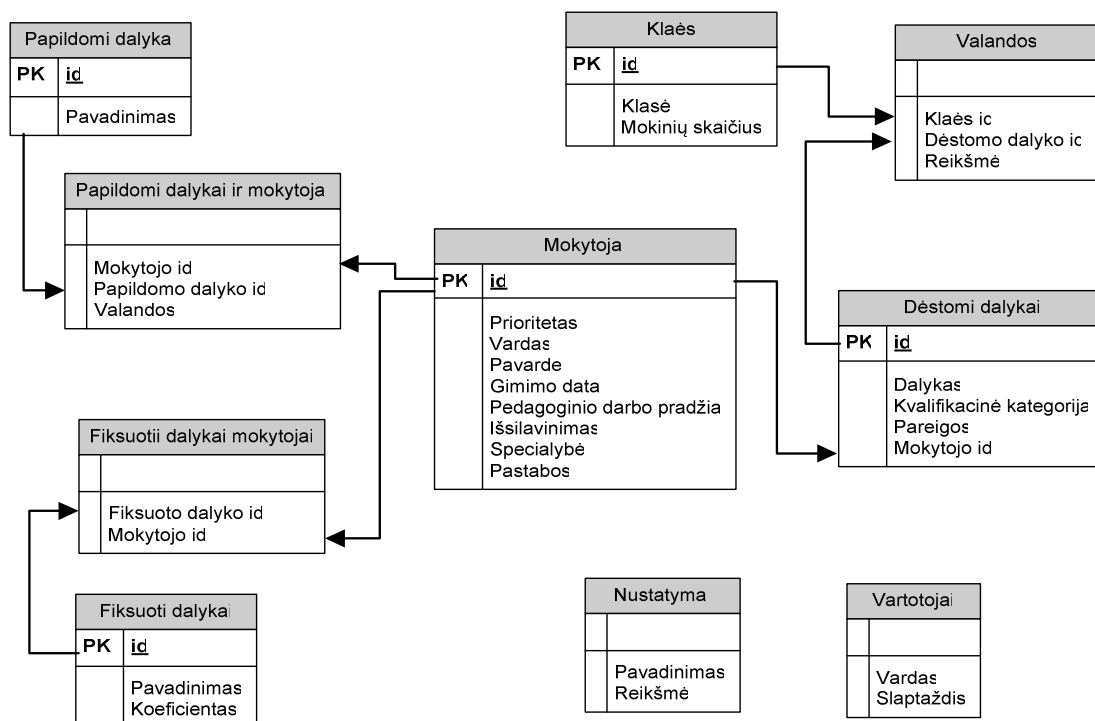 Papildomi dalyka
PK id
Pavadinimas
Klaės
PK id
Klasė
Mokinių skaičius
Valandos
Klaės id
Dėstomo dalyko id
Reikšmė
Papildomi dalykai ir mokytoja
Mokytojo id
Papildomo dalyko id
Valandos
Mokytoja
PK id
Prioritetas
Vardas
Pavarde
Gimimo data
Pedagoginio darbo pradžia
Išsilavinimas
Specialybė
Pastabos
Dėstomi dalykai
PK id
Dalykas
Kvalifikacinė kategorija
Pareigos
Mokytojo id
Fiksuotii dalykai mokytojai
Fiksuoto dalyko id
Mokytojo id
Fiksuoti dalykai
PK id
Pavadinimas
Koeficientas
Nustatyma
Pavadinimas
Reikšmė
Vartotojai
Vardas
Slaptaždis